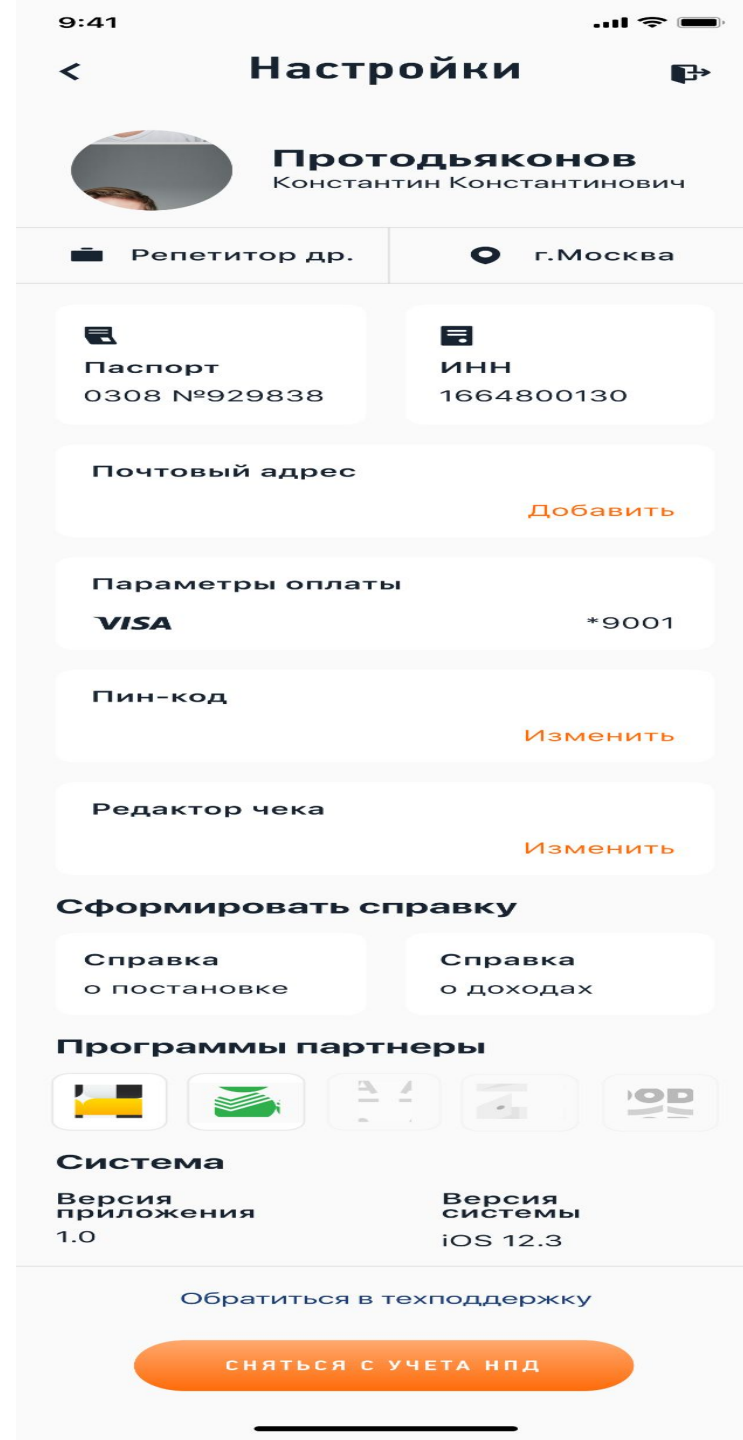 9:41
Настройки
Протодьяконов
Константин Константинович
Репетитор др.
г.Москва
Паспорт
0308 №929838
ИНН
1664800130
Почтовый адрес
Добавить
Параметры оплаты
VISA
*9001
Пин-код
Изменить
Редактор чека
Изменить
Сформировать справку
Справка
о постановке
Справка
о доходах
Программы партнеры
Система
Версия
приложения
1.0
Версия
системы
iOS 12.3
Обратиться в техподдержку
СНЯТЬСЯ С УЧЕТА НПД